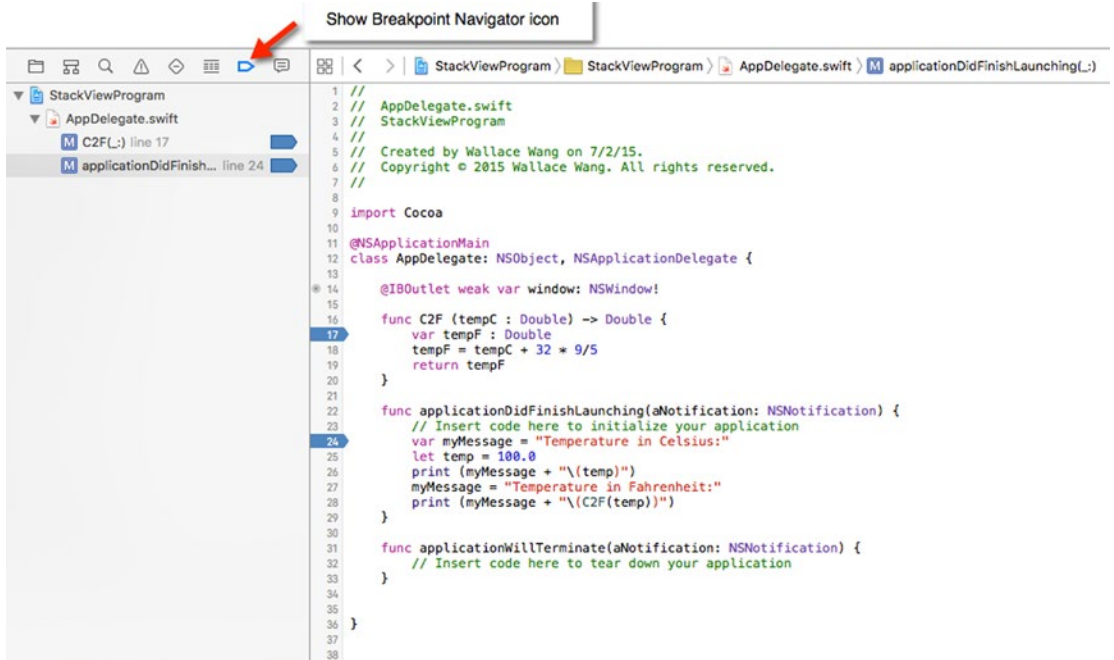 Show Breakpoint Navigator icon
StackViewProgram
AppDelegate.swift
M C2F(_:) line 17
M applicationDidFinish... line 24
StackViewProgram 〉 StackViewProgram 〉 AppDelegate.swift 〉 M applicationDidFinishLaunching(_:)
1 //
2 //  AppDelegate.swift
3 //  StackViewProgram
4 //
5 //  Created by Wallace Wang on 7/2/15.
6 //  Copyright © 2015 Wallace Wang. All rights reserved.
7 //
8
9 import Cocoa
10
11 @NSApplicationMain
12 class AppDelegate: NSObject, NSApplicationDelegate {
13
14     @IBOutlet weak var window: NSWindow!
15
16     func C2F (tempC : Double) -> Double {
17         var tempF : Double
18         tempF = tempC + 32 * 9/5
19         return tempF
20     }
21
22     func applicationDidFinishLaunching(aNotification: NSNotification) {
23         // Insert code here to initialize your application
24         var myMessage = "Temperature in Celsius:"
25         let temp = 100.0
26         print (myMessage + "\(temp)")
27         myMessage = "Temperature in Fahrenheit:"
28         print (myMessage + "\(C2F(temp))")
29     }
30
31     func applicationWillTerminate(aNotification: NSNotification) {
32         // Insert code here to tear down your application
33     }
34
35
36 }
37
38